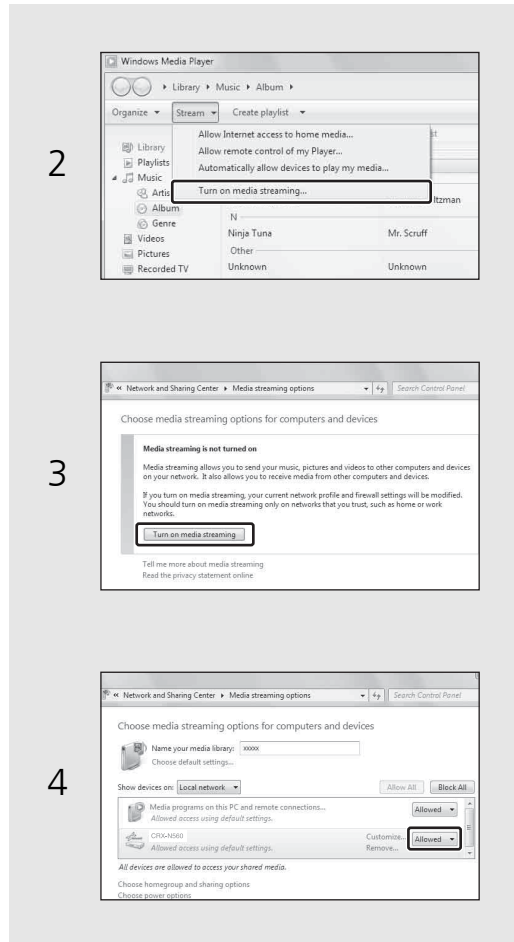 2
Windows Media Player
Library Music Album
Organize Stream Create playlist
Library
Playlists
Music
Album
Genre
Videos
Pictures
Recorded TV
Allow Internet access to home media...
Allow remote control of my Player...
Automatically allow devices to play my media...
Turn on media streaming...
N
Ninja Tuna Mr. Scruff
Other
Unknown Unknown
3
« Network and Sharing Center Media streaming options Search Control Panel
Choose media streaming options for computers and devices
Media streaming is not turned on
Media streaming allows you to send your music, pictures and videos to other computers and devices
on your network. It also allows you to receive media from other computers and devices.
If you turn on media streaming, your current network profile and firewall settings will be modified.
You should turn on media streaming only on networks that you trust, such as home or work
networks.
Turn on media streaming
Tell me more about media streaming
Read the privacy statement online
4
« Network and Sharing Center Media streaming options Search Control Panel
Choose media streaming options for computers and devices
Name your media library: xxxxx
Choose default settings...
Show devices on: Local network Allow All Block All
Media programs on this PC and remote connections... Allowed
Allowed access using default settings.
CRX-N560 Customize... Allowed
Allowed access using default settings. Remove...
All devices are allowed to access your shared media.
Choose homegroup and sharing options
Choose power options